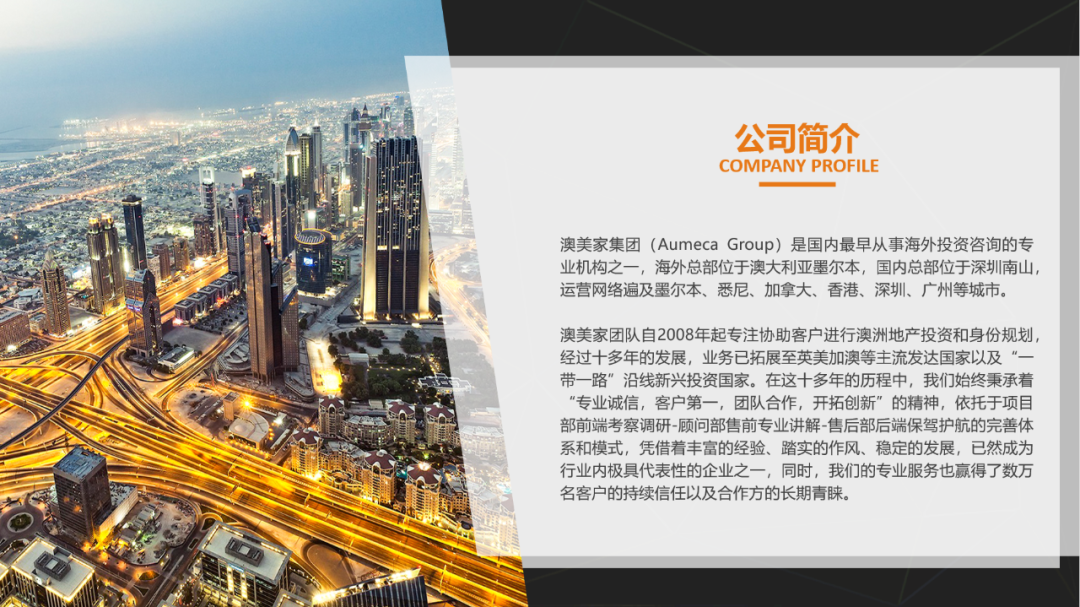 公司简介
COMPANY PROFILE
澳美家集团（Aumeca Group）是国内最早从事海外投资咨询的专
业机构之一，海外总部位于澳大利亚墨尔本，国内总部位于深圳南山，
运营网络遍及墨尔本、悉尼、加拿大、香港、深圳、广州等城市。
澳美家团队自2008年起专注协助客户进行澳洲地产投资和身份规划，
经过十多年的发展，业务已拓展至英美加澳等主流发达国家以及“一
带一路”沿线新兴投资国家。在这十多年的历程中，我们始终秉承着
“专业诚信，客户第一，团队合作，开拓创新”的精神，依托于项目
部前端考察调研-顾问部售前专业讲解-售后部后端保驾护航的完善体
系和模式，凭借着丰富的经验、踏实的作风、稳定的发展，已然成为
行业内极具代表性的企业之一，同时，我们的专业服务也赢得了数万
名客户的持续信任以及合作方的长期青睐。